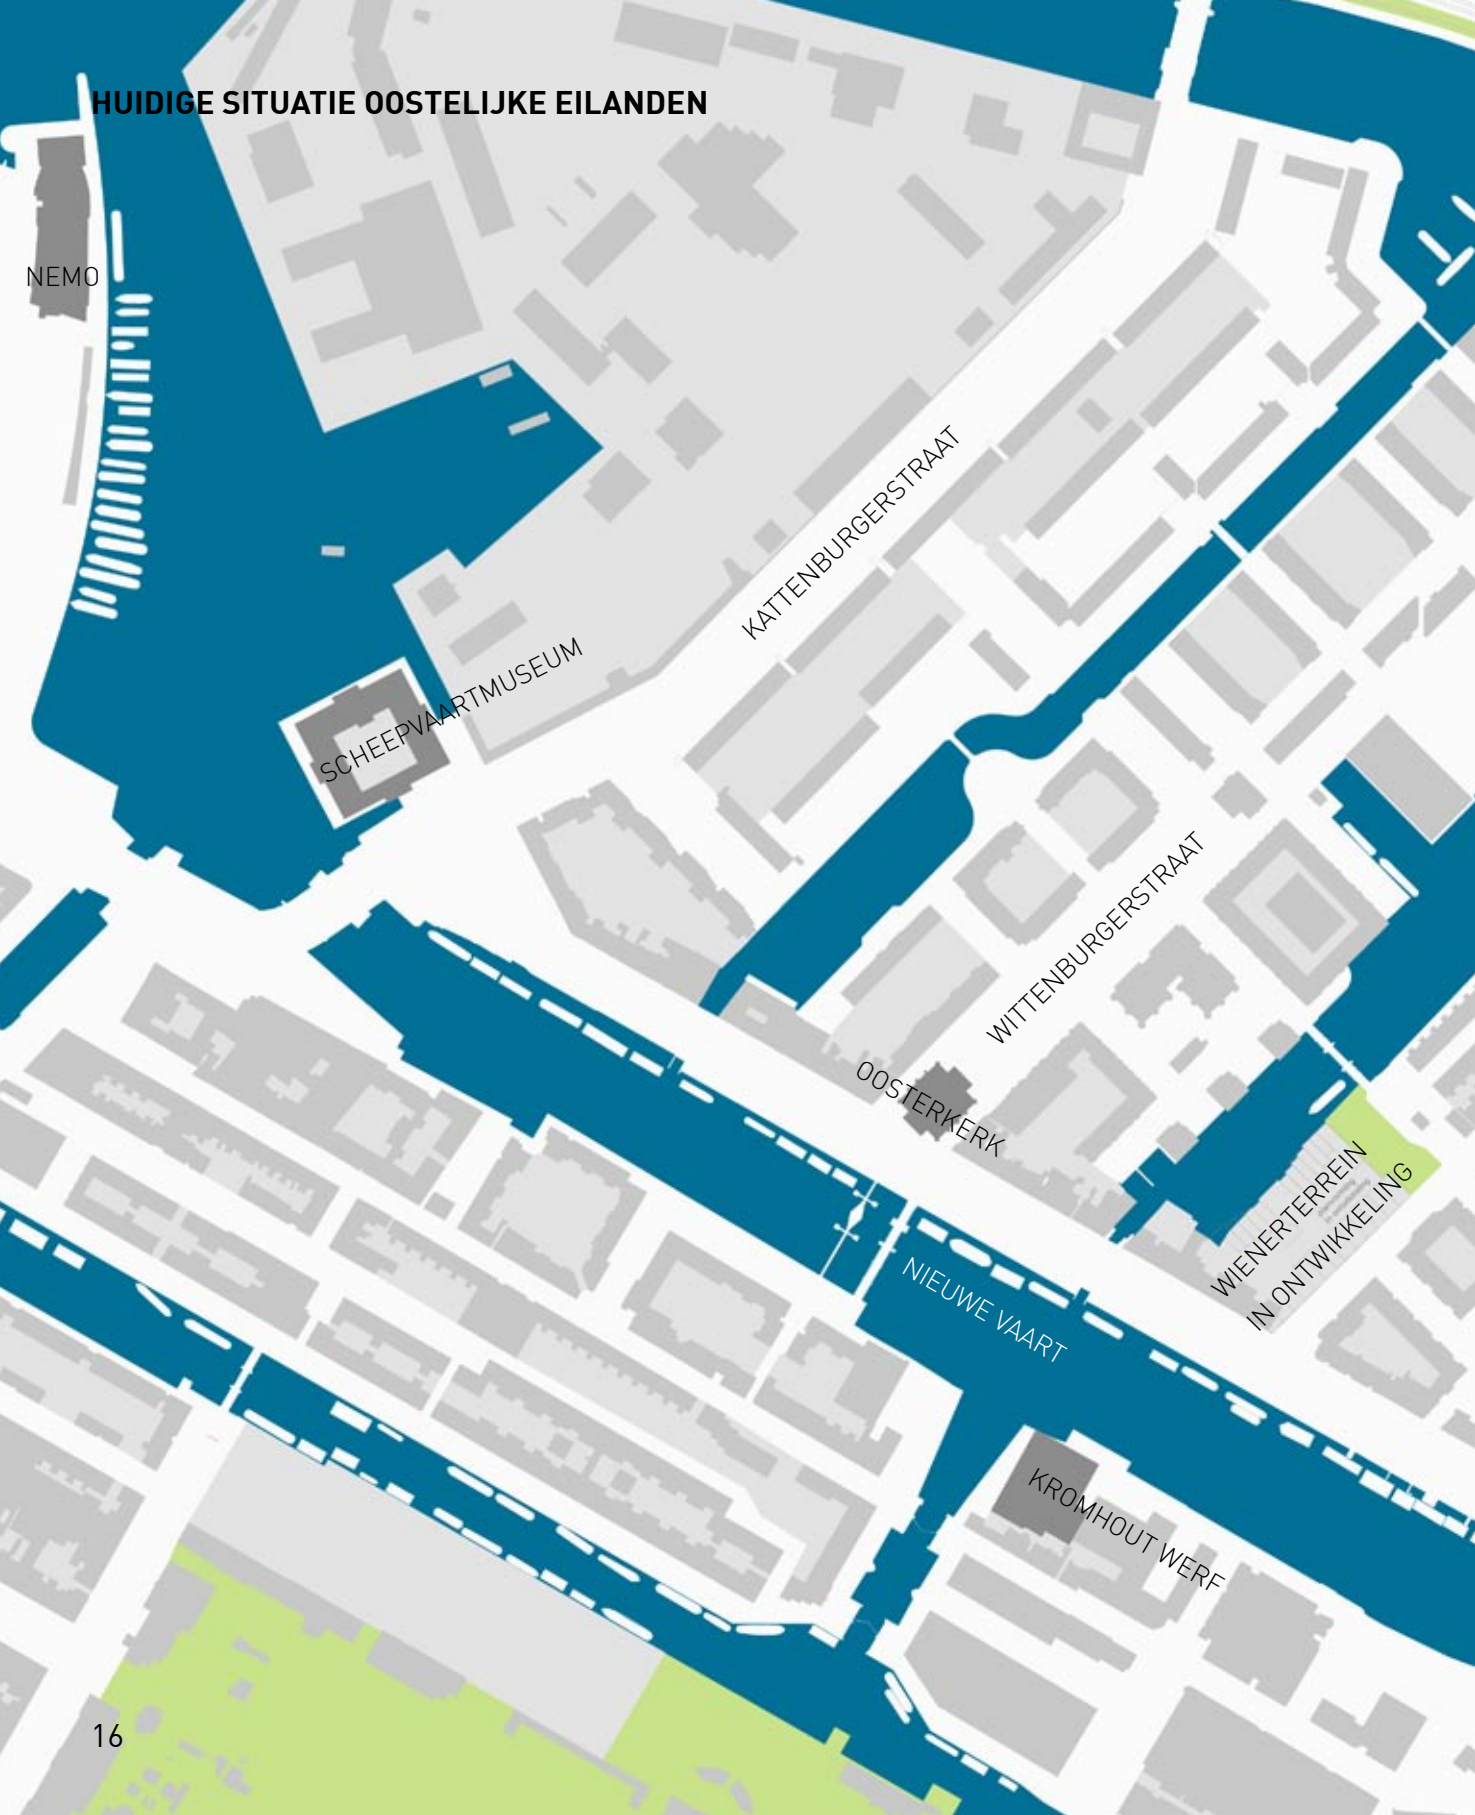 HUIDIGE SITUATIE OOSTELIJKE EILANDEN
NEMO
KATTENBURGERSTRAAT
SCHEEPVAARTMUSEUM
WITTENBURGERSTRAAT
OOSTERKERK
WIENERTERREIN
IN ONTWIKKELING
NIEUWE VAART
KROMHOUT WERF
16